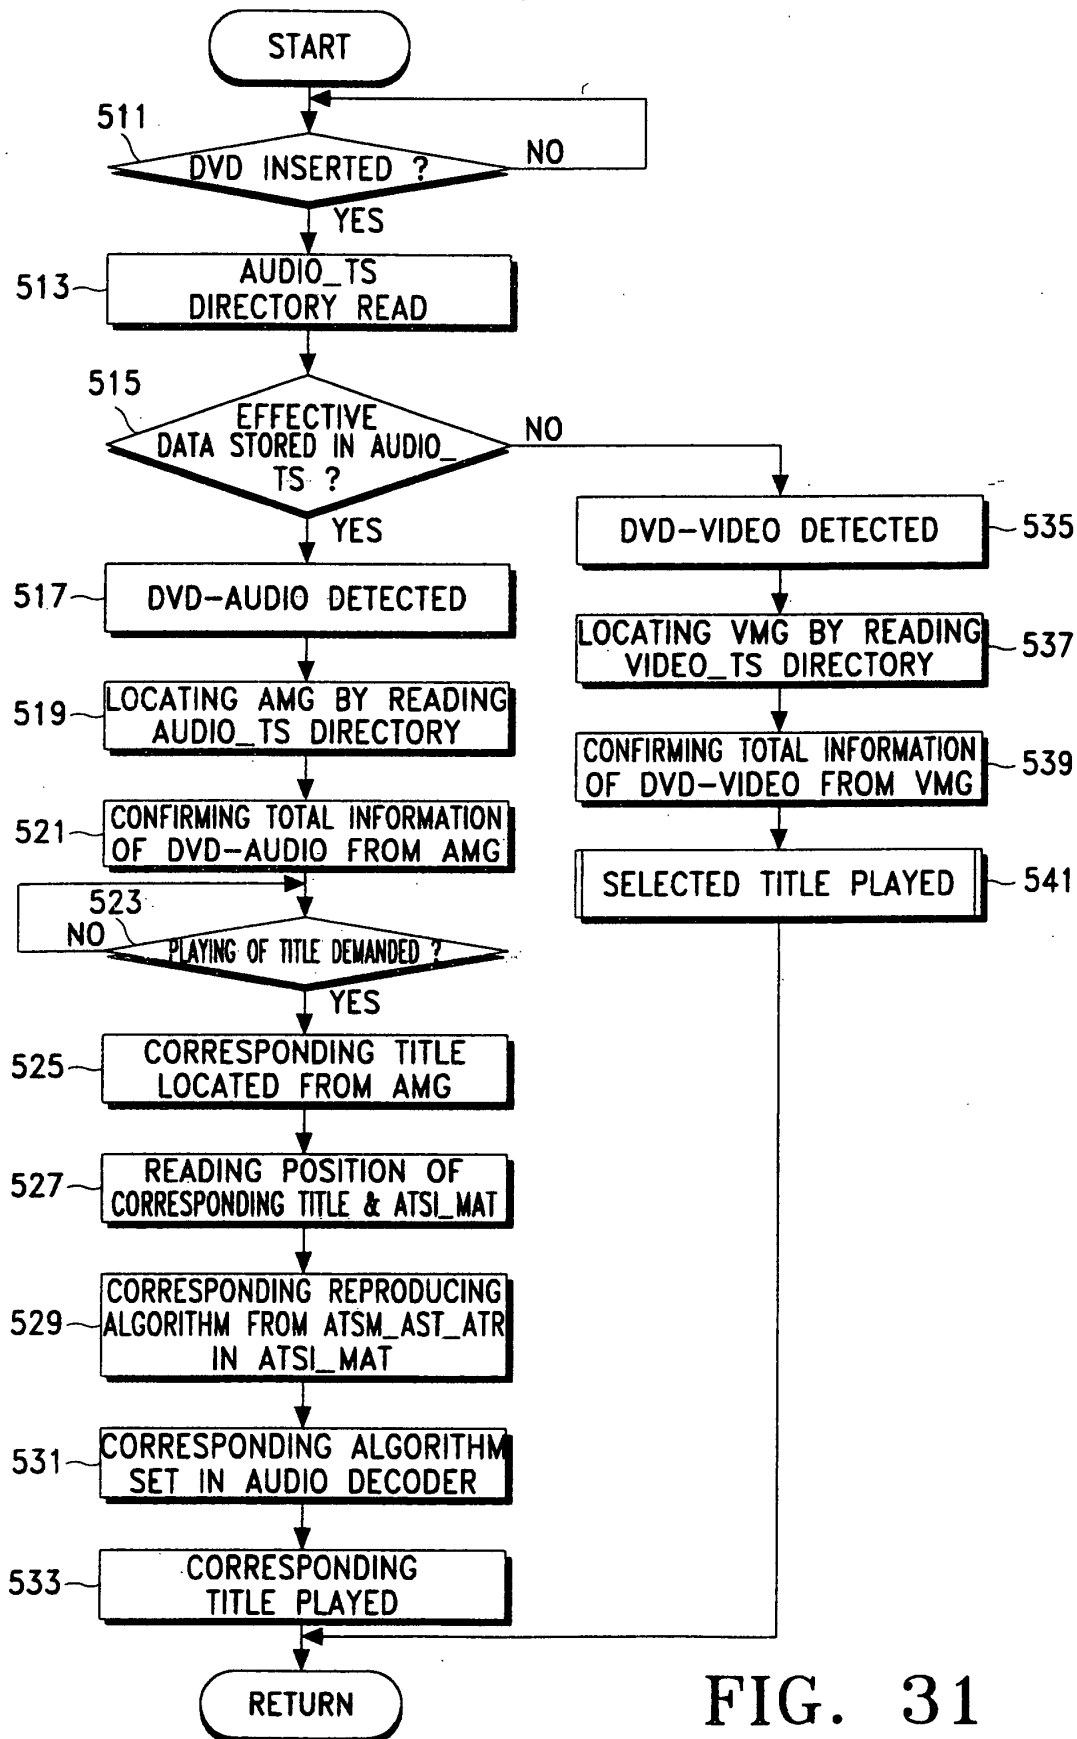 START
511
DVD INSERTED ?
NO
YES
513
AUDIO_TS
DIRECTORY READ
515
EFFECTIVE
DATA STORED IN AUDIO_
TS ?
NO
YES
517
DVD-AUDIO DETECTED
519
LOCATING AMG BY READING
AUDIO_TS DIRECTORY
521
CONFIRMING TOTAL INFORMATION
OF DVD-AUDIO FROM AMG
523
NO
PLAYING OF TITLE DEMANDED ?
YES
525
CORRESPONDING TITLE
LOCATED FROM AMG
527
READING POSITION OF
CORRESPONDING TITLE & ATSI_MAT
529
CORRESPONDING REPRODUCING
ALGORITHM FROM ATSM_AST_ATR
IN ATSI_MAT
531
CORRESPONDING ALGORITHM
SET IN AUDIO DECODER
533
CORRESPONDING
TITLE PLAYED
RETURN
DVD-VIDEO DETECTED
535
LOCATING VMG BY READING
VIDEO_TS DIRECTORY
537
CONFIRMING TOTAL INFORMATION
OF DVD-VIDEO FROM VMG
539
SELECTED TITLE PLAYED
541
FIG. 31